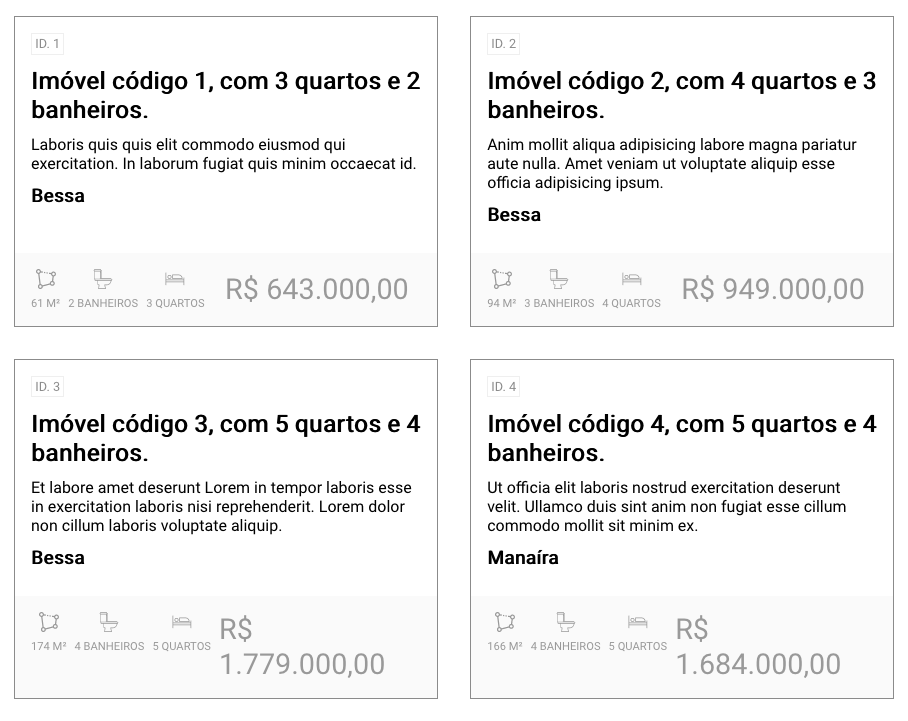 ID. 1
Imóvel código 1, com 3 quartos e 2
banheiros.
Laboris quis quis elit commodo eiusmod qui
exercitation. In laborum fugiat quis minim occaecat id.
Bessa
61 M² 2 BANHEIROS 3 QUARTOS
R$ 643.000,00
ID. 2
Imóvel código 2, com 4 quartos e 3
banheiros.
Anim mollit aliqua adipisicing labore magna pariatur
aute nulla. Amet veniam ut voluptate aliquip esse
officia adipisicing ipsum.
Bessa
94 M² 3 BANHEIROS 4 QUARTOS
R$ 949.000,00
ID. 3
Imóvel código 3, com 5 quartos e 4
banheiros.
Et labore amet deserunt Lorem in tempor laboris esse
in exercitation laboris nisi reprehenderit. Lorem dolor
non cillum laboris voluptate aliquip.
Bessa
174 M² 4 BANHEIROS 5 QUARTOS
R$
1.779.000,00
ID. 4
Imóvel código 4, com 5 quartos e 4
banheiros.
Ut officia elit laboris nostrud exercitation deserunt
velit. Ullamco duis sint anim non fugiat esse cillum
commodo mollit sit minim ex.
Manaíra
166 M² 4 BANHEIROS 5 QUARTOS
R$
1.684.000,00